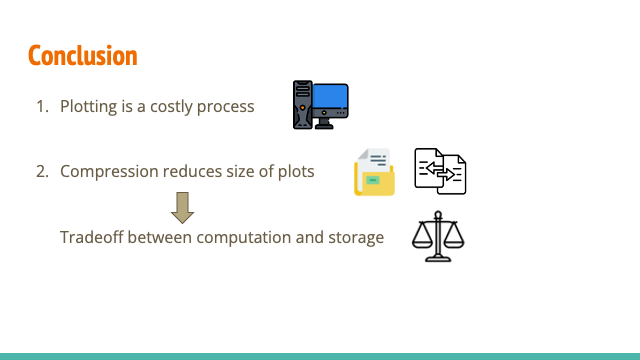 Conclusion
1. Plotting is a costly process
2. Compression reduces size of plots
Tradeoff between computation and storage